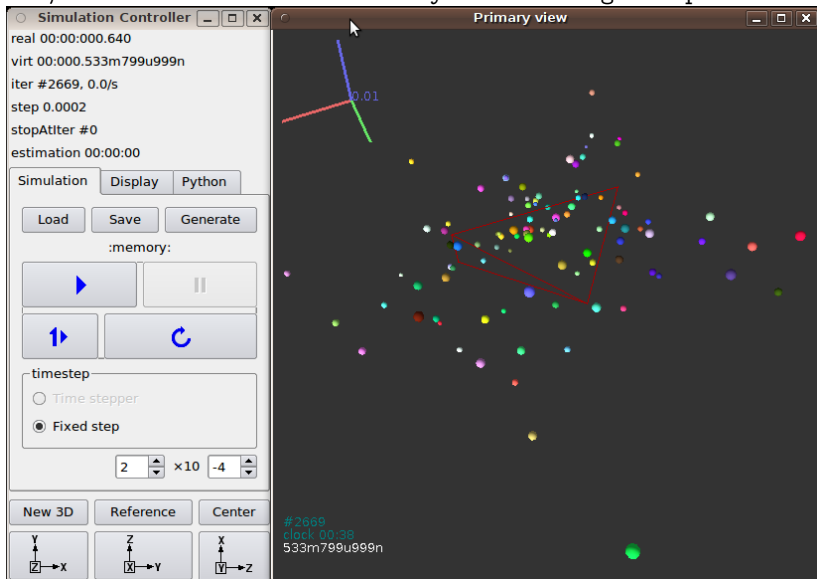 Simulation Controller
Primary view
real 00:00:000.640
virt 00:000.533m799u999n
iter #2669, 0.0/s
step 0.0002
stopAtIter #0
estimation 00:00:00
Simulation Display Python
Load Save Generate
:memory:
1
timestep
Time stepper
Fixed step
2 ×10 -4
New 3D Reference Center
Y Z X
Z X X Y Y Z
0.01
#2669
clock 00:38
533m799u999n